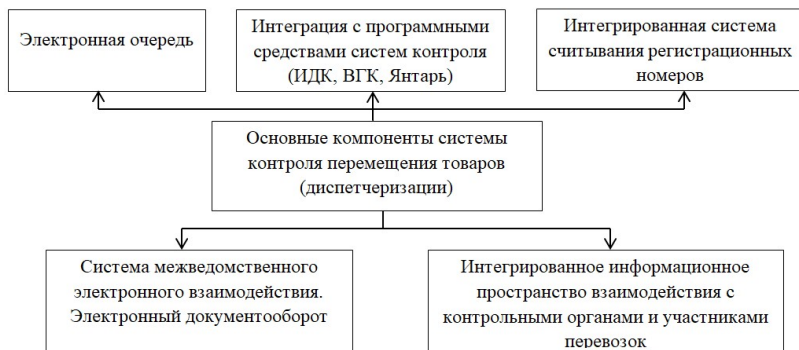 Электронная очередь
Интеграция с программными
средствами систем контроля
(ИДК, ВГК, Янтарь)
Интегрированная система
считывания регистрационных
номеров
Основные компоненты системы
контроля перемещения товаров
(диспетчеризации)
Система межведомственного
электронного взаимодействия.
Электронный документооборот
Интегрированное информационное
пространство взаимодействия с
контрольными органами и участниками
перевозок